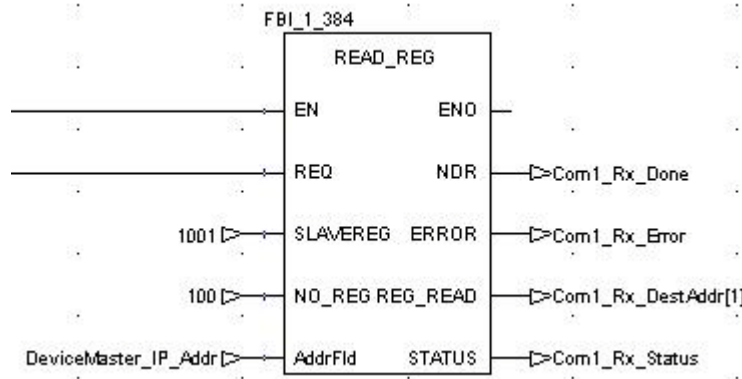 FBI_1_384
READ_REG
EN ENO
REQ NDR Com1_Rx_Done
1001 SLAVEREG ERROR Com1_Rx_Error
100 NO_REG REG_READ Com1_Rx_DestAddr[1]
DeviceMaster_IP_Addr AddrFld STATUS Com1_Rx_Status